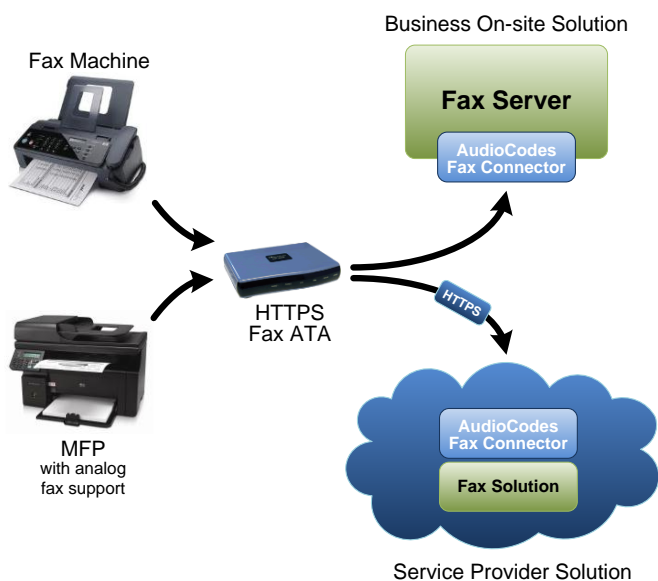 Business On-site Solution
Fax Machine
Fax Server
AudioCodes
Fax Connector
HTTPS
Fax ATA
HTTPS
MFP
with analog
fax support
AudioCodes
Fax Connector
Fax Solution
Service Provider Solution